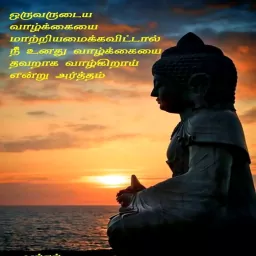 ஒருவருடைய
வாழ்க்கையை
மாற்றியமைக்கவிட்டால்
நீ உனது வாழ்க்கையை
தவறாக வாழ்கிறாய்
என்று அர்த்தம்